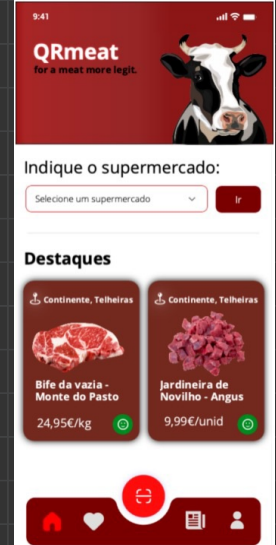 9:41
QRmeat
for a meat more legit.
Indique o supermercado:
Selecione um supermercado
Ir
Destaques
Continente, Telheiras
Bife da vazia -
Monte do Pasto
24,95€/kg
Continente, Telheiras
Jardineira de
Novilho - Angus
9,99€/unid